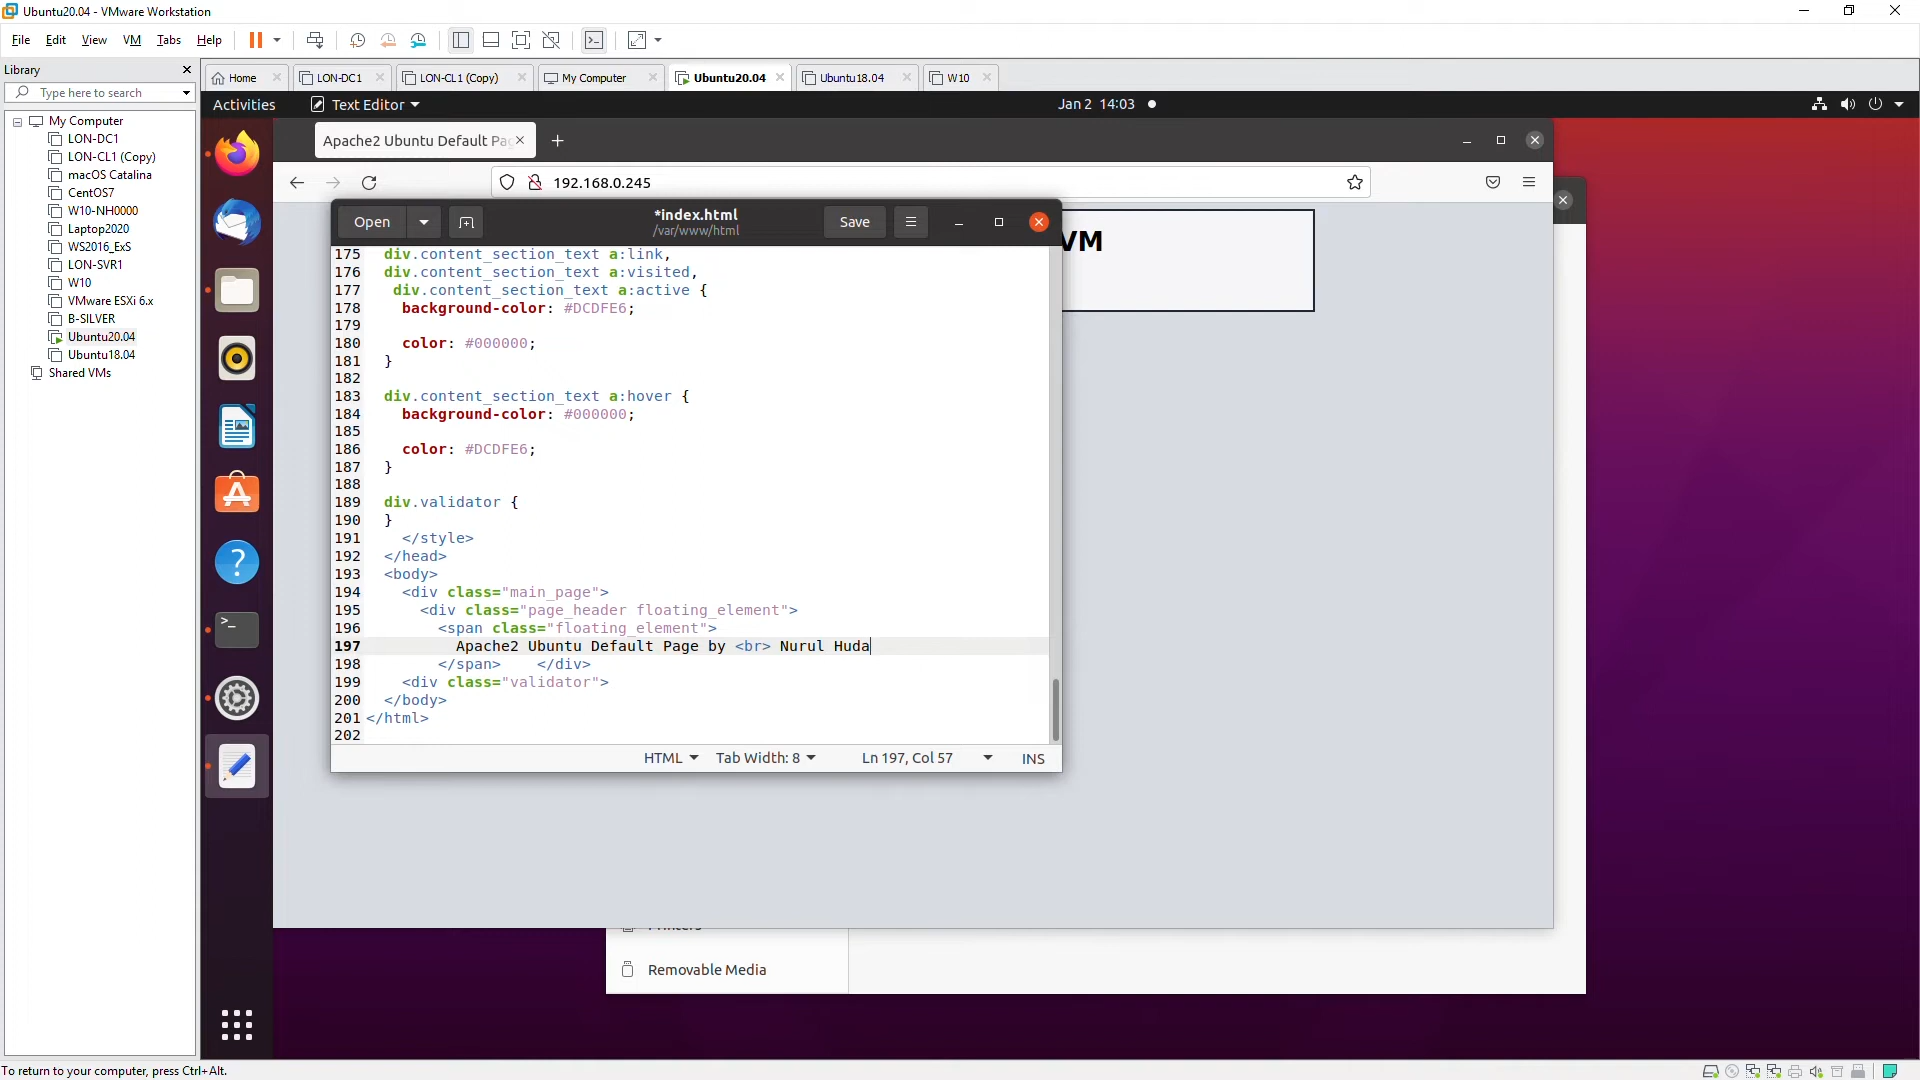 Ubuntu20.04 - VMware Workstation
File Edit View VM Tabs Help
Library
Type here to search
My Computer
LON-DC1
LON-CL1 (Copy)
macOS Catalina
CentOS7
W10-NH0000
Laptop2020
WS2016_ExS
LON-SVR1
W10
VMware ESXi 6.x
B-SILVER
Ubuntu20.04
Ubuntu18.04
Shared VMs
Home LON-DC1 LON-CL1 (Copy) My Computer Ubuntu20.04 Ubuntu18.04 W10
Activities Text Editor Jan 2 14:03
Apache2 Ubuntu Default Pag
192.168.0.245
VM
Open *index.html Save
/var/www/html
175 div.content_section_text a:link,
176 div.content_section_text a:visited,
177 div.content_section_text a:active {
178 background-color: #DCDFE6;
179
180 color: #000000;
181 }
182
183 div.content_section_text a:hover {
184 background-color: #000000;
185
186 color: #DCDFE6;
187 }
188
189 div.validator {
190 }
191 </style>
192 </head>
193 <body>
194 <div class="main_page">
195 <div class="page_header floating_element">
196 <span class="floating_element">
197 Apache2 Ubuntu Default Page by <br> Nurul Huda
198 </span> </div>
199 <div class="validator">
200 </body>
201 </html>
202
HTML Tab Width: 8 Ln 197, Col 57 INS
Removable Media
To return to your computer, press Ctrl+Alt.